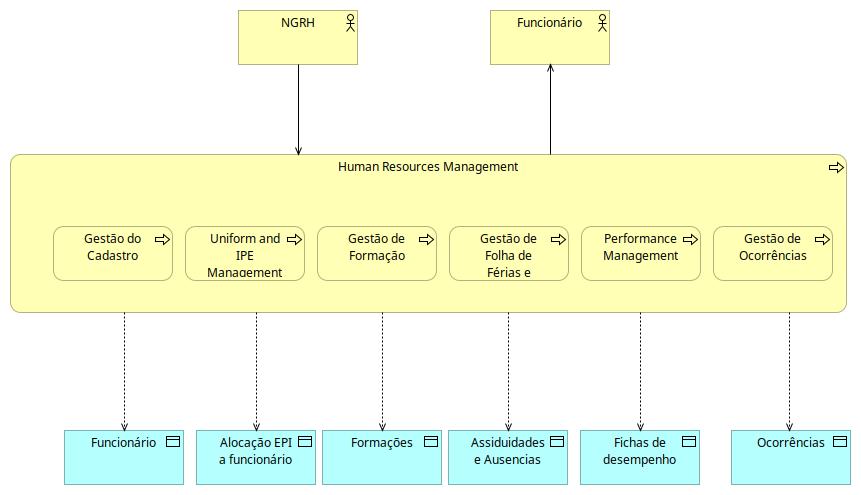 NGRH
Funcionário
Human Resources Management
Gestão do
Cadastro
Uniform and
IPE
Management
Gestão de
Formação
Gestão de
Folha de
Férias e
Performance
Management
Gestão de
Ocorrências
Funcionário
Alocação EPI
a funcionário
Formações
Assiduidades
e Ausencias
Fichas de
desempenho
Ocorrências